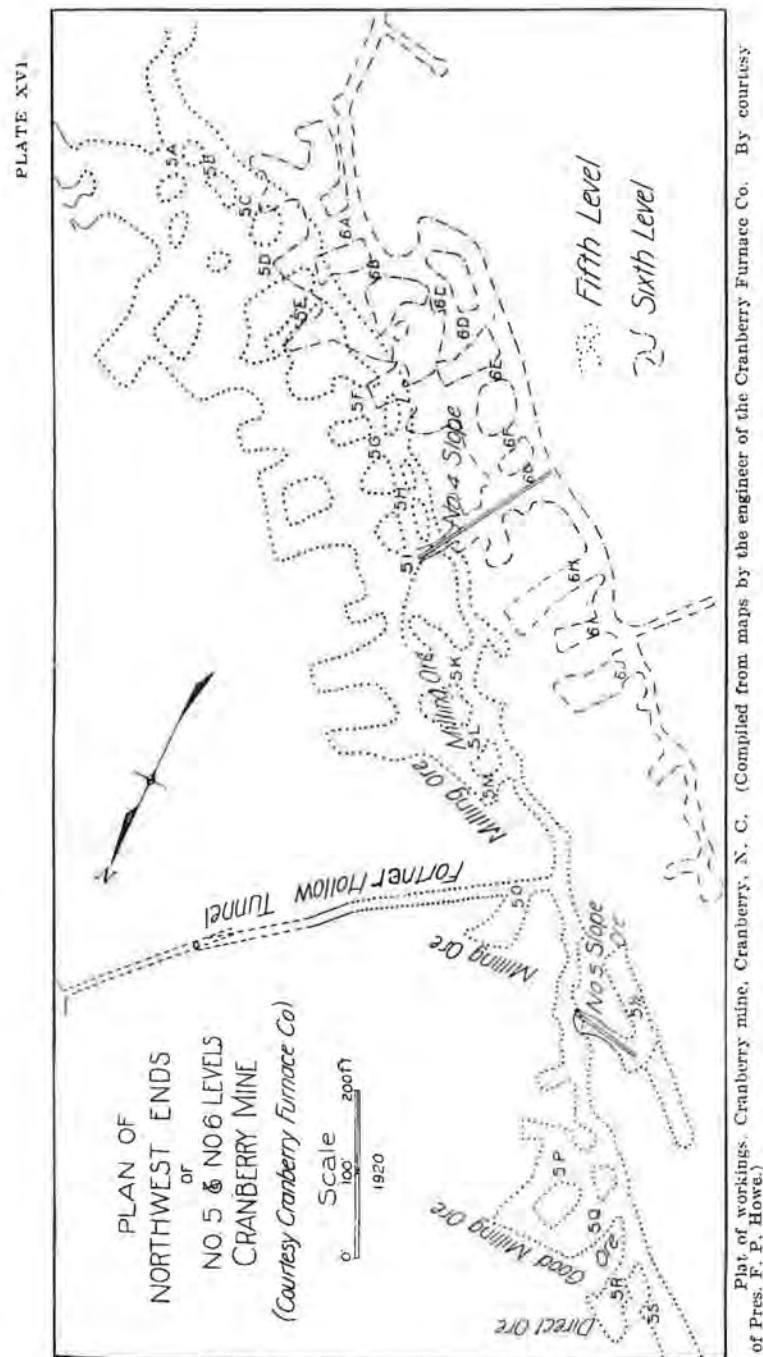 PLATE XVI.
PLAN OF
NORTHWEST ENDS
OF
NO. 5 & NO 6 LEVELS
CRANBERRY MINE
(Courtesy Cranberry Furnace Co)
Scale
0' 100' 200 ft
1920
N
Fortner Hollow Tunnel
Fifth Level
Sixth Level
5A
5B
5C
5D
5E
5F
5G
5H
5I
5K
5L
5M
5O
5P
5Q
5R
5S
5½
6A
6B
6C
6D
6E
6F
6G
6H
6I
6J
No. 4 Slope
Milling Ore
Milling Ore
Milling Ore
No 5 Slope
Ore
Good Milling Ore
Ore
Direct Ore
Plat of workings, Cranberry mine, Cranberry, N. C. (Compiled from maps by the engineer of the Cranberry Furnace Co. By courtesy
of Pres. F. P. Howe.)